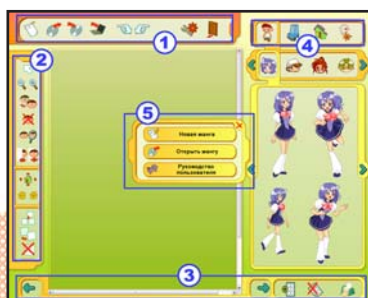 1
2
4
5
Новая манга
Открыть мангу
Руководство
пользователя
3